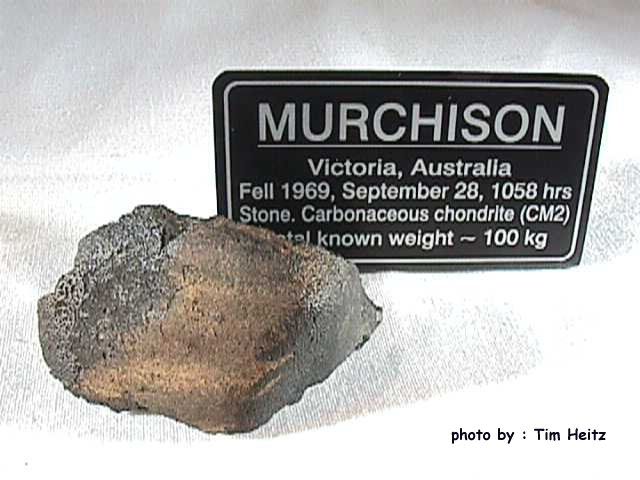 MURCHISON
Victoria, Australia
Fell 1969, September 28, 1058 hrs
Stone. Carbonaceous chondrite (CM2)
known weight ~ 100 kg
photo by : Tim Heitz